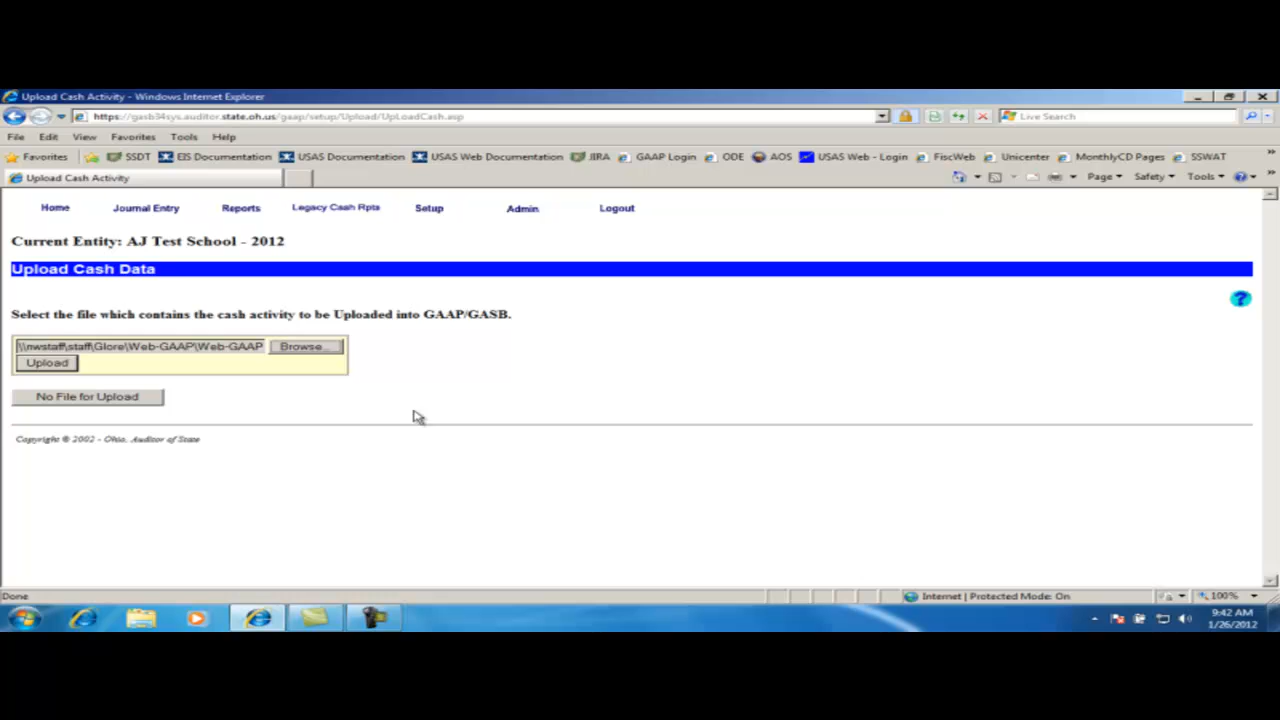 Upload Cash Activity - Windows Internet Explorer
https://gasb34sys.auditor.state.oh.us/gaap/setup/Upload/UpLoadCash.asp Live Search
File Edit View Favorites Tools Help
Favorites SSDT EIS Documentation USAS Documentation USAS Web Documentation JIRA GAAP Login ODE AOS USAS Web - Login FiscWeb Unicenter MonthlyCD Pages SSWAT »
Upload Cash Activity Page Safety Tools »
Home Journal Entry Reports Legacy Cash Rpts Setup Admin Logout
Current Entity: AJ Test School - 2012
Upload Cash Data
?
Select the file which contains the cash activity to be Uploaded into GAAP/GASB.
\\nwstaff\staff\Glore\Web-GAAP\Web-GAAP Browse...
Upload
No File for Upload
Copyright © 2002 - Ohio, Auditor of State
Done Internet | Protected Mode: On 100%
9:42 AM
1/26/2012